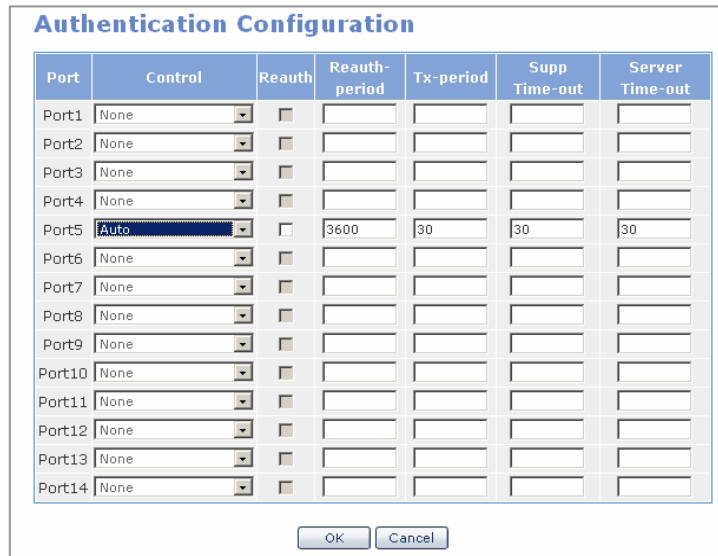 Authentication Configuration
Port Control Reauth Reauth-period Tx-period Supp Time-out Server Time-out
Port1 None
Port2 None
Port3 None
Port4 None
Port5 Auto 3600 30 30 30
Port6 None
Port7 None
Port8 None
Port9 None
Port10 None
Port11 None
Port12 None
Port13 None
Port14 None
OK Cancel